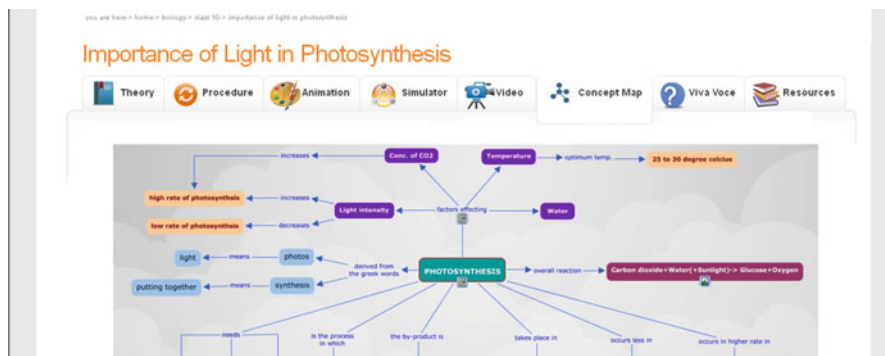 you are here-> home-> biology-> class 10-> importance of light in photosynthesis
Importance of Light in Photosynthesis
Theory Procedure Animation Simulator Video Concept Map Viva Voce Resources
increases Conc. of CO2 Temperature optimum temp. 25 to 30 degree celcius
high rate of photosynthsis increases
Light intensity factors effecting Water
low rate of photosynthsis decreases
light means photos
derived from
the greek words
PHOTOSYNTHESIS overall reaction Carbon dioxide+Water(+Sunlight)-> Glucose+Oxygen
putting together means synthesis
needs
is the process
in which
the by-product is
takes place in
occurs less in
occurs in higher rate in